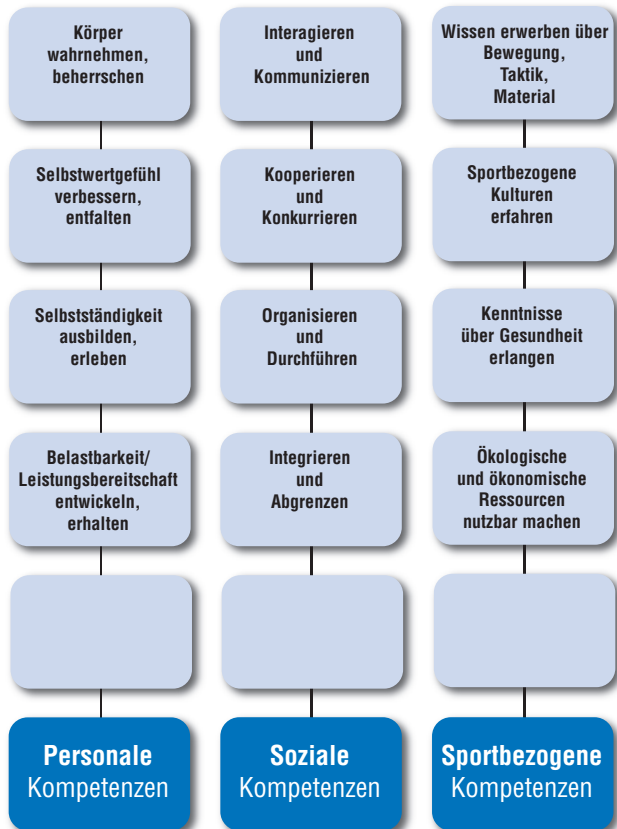 Körper
wahrnehmen,
beherrschen
Selbstwertgefühl
verbessern,
entfalten
Selbstständigkeit
ausbilden,
erleben
Belastbarkeit/
Leistungsbereitschaft
entwickeln,
erhalten
Personale
Kompetenzen
Interagieren
und
Kommunizieren
Kooperieren
und
Konkurrieren
Organisieren
und
Durchführen
Integrieren
und
Abgrenzen
Soziale
Kompetenzen
Wissen erwerben über
Bewegung,
Taktik,
Material
Sportbezogene
Kulturen
erfahren
Kenntnisse
über Gesundheit
erlangen
Ökologische
und ökonomische
Ressourcen
nutzbar machen
Sportbezogene
Kompetenzen